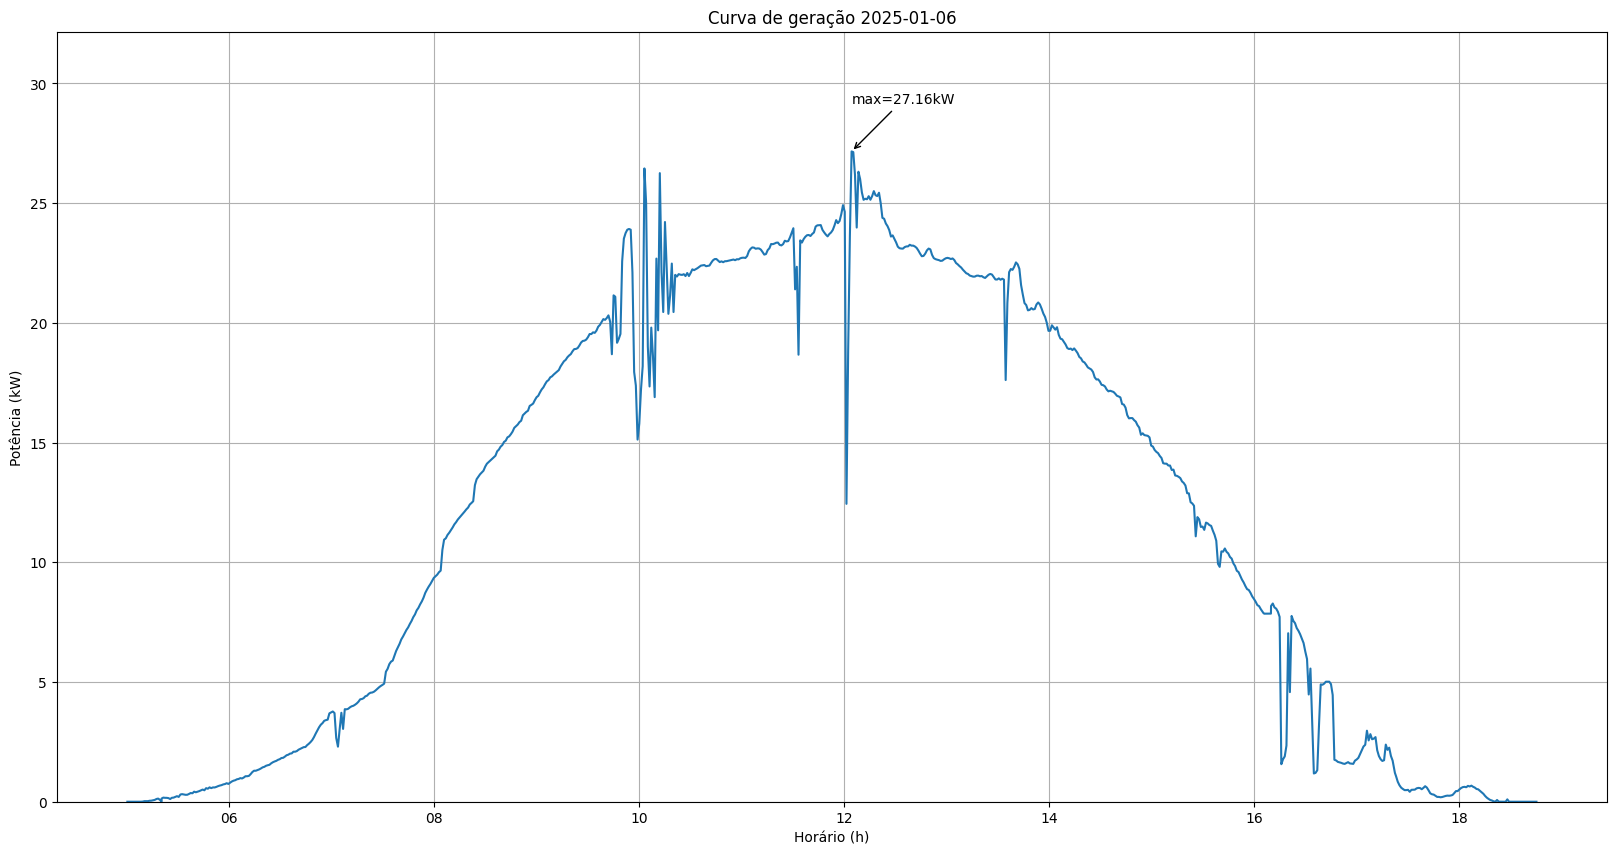 Curva de geração 2025-01-06
max=27.16kW
Potência (kW)
30
25
20
15
10
5
0
06 08 10 12 14 16 18
Horário (h)